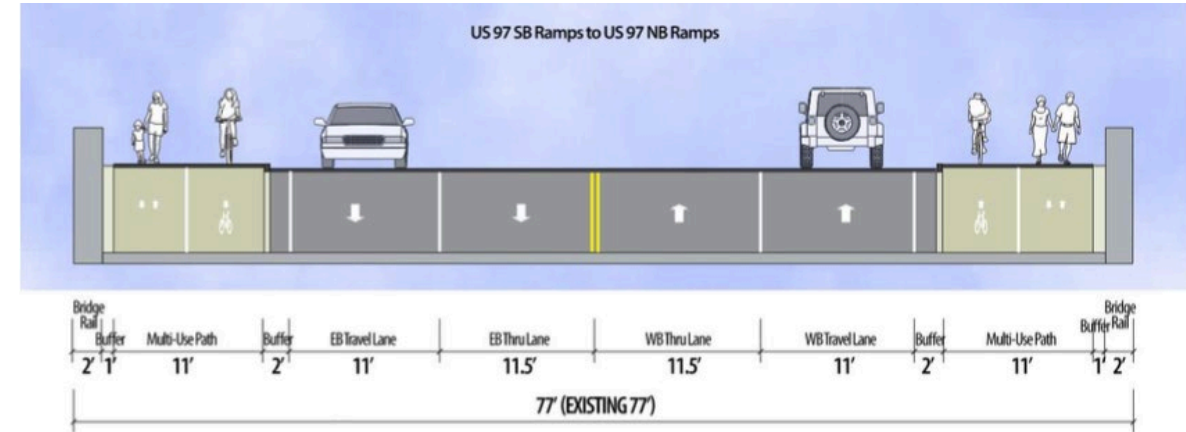 US 97 SB Ramps to US 97 NB Ramps
Bridge Rail
Buffer
Multi-Use Path
Buffer
EB Travel Lane
EB Thru Lane
WB Thru Lane
WB Travel Lane
Buffer
Multi-Use Path
Buffer
Bridge Rail
2' 1' 11' 2' 11' 11.5' 11.5' 11' 2' 11' 1' 2'
77' (EXISTING 77')